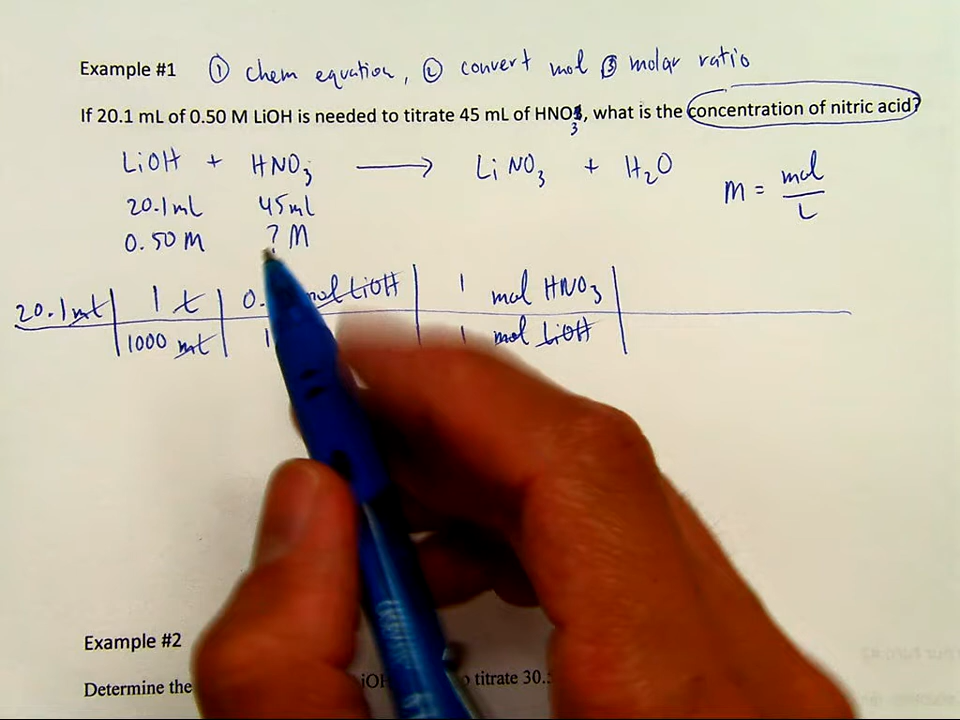 Example #1 ① chem equation, ② convert mol ③ molar ratio
If 20.1 mL of 0.50 M LiOH is needed to titrate 45 mL of HNO3, what is the concentration of nitric acid?
LiOH + HNO3 → LiNO3 + H2O
M = mol / L
20.1 ml 45 ml
0.50 M ? M
20.1 mL 1 L 0. mol LiOH 1 mol HNO3
1000 mL 1 1 mol LiOH
Example #2
Determine the titrate 30.